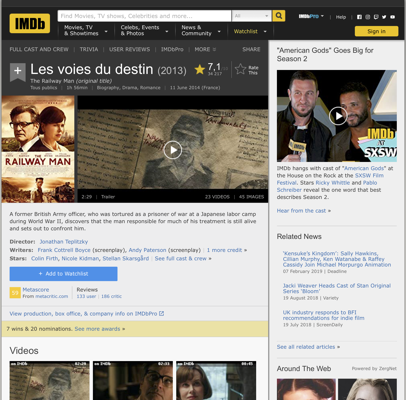 IMDb
Find Movies, TV shows, Celebrities and more...
All
IMDbPro
Help
Movies, TV & Showtimes
Celebs, Events & Photos
News & Community
Watchlist
Sign in
FULL CAST AND CREW | TRIVIA | USER REVIEWS | IMDbPro | MORE
SHARE
Les voies du destin (2013)
The Railway Man (original title)
Tous publics | 1h 56min | Biography, Drama, Romance | 11 June 2014 (France)
7,1
Rate This
THE RAILWAY MAN
2:29 | Trailer
23 VIDEOS | 45 IMAGES
A former British Army officer, who was tortured as a prisoner of war at a Japanese labor camp
during World War II, discovers that the man responsible for much of his treatment is still alive
and sets out to confront him.
Director: Jonathan Teplitzky
Writers: Frank Cottrell Boyce (screenplay), Andy Paterson (screenplay) | 1 more credit »
Stars: Colin Firth, Nicole Kidman, Stellan Skarsgård | See full cast & crew »
+ Add to Watchlist
Metascore
From metacritic.com
Reviews
133 user | 196 critic
View production, box office, & company info on IMDbPro
7 wins & 20 nominations. See more awards »
Videos
"American Gods" Goes Big for
Season 2
IMDb
AT
SXSW
IMDb hangs with cast of "American Gods" at
the House on the Rock at the SXSW Film
Festival. Stars Ricky Whittle and Pablo
Schreiber reveal the one word that best
describes Season 2.
Hear from the cast »
Related News
'Kensuke's Kingdom': Sally Hawkins,
Cillian Murphy, Ken Watanabe & Raffey
Cassidy Join Michael Morpurgo Animation
07 February 2019 | Deadline
Jacki Weaver Heads Cast of Stan Original
Series 'Bloom'
19 August 2018 | Variety
UK industry responds to BFI
recommendations for indie film
19 July 2018 | ScreenDaily
See all related articles »
Around The Web
Powered by ZergNet